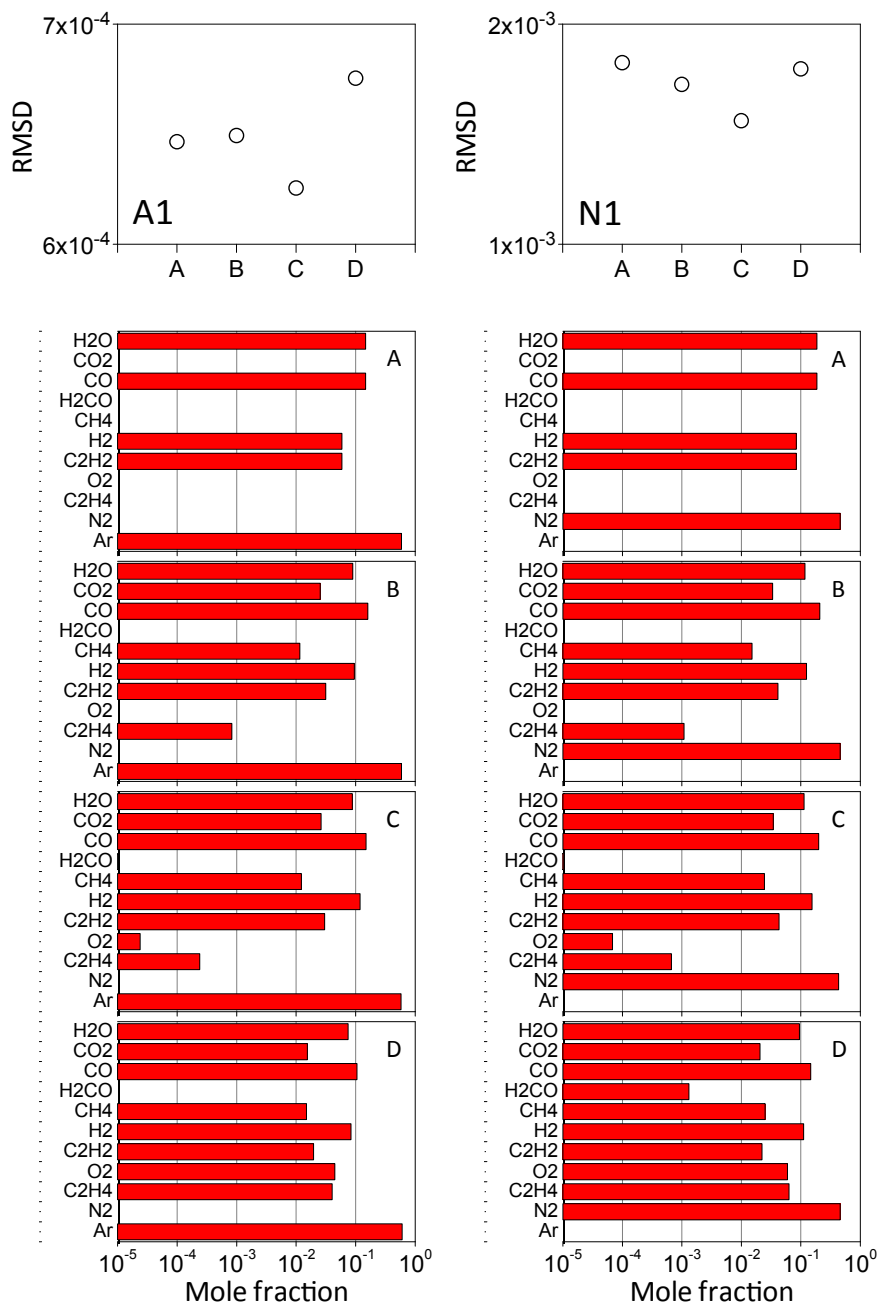 7x10-4
RMSD
A1
6x10-4
A B C D
2x10-3
RMSD
N1
1x10-3
A B C D
H2O
CO2
CO
H2CO
CH4
H2
C2H2
O2
C2H4
N2
Ar
A
H2O
CO2
CO
H2CO
CH4
H2
C2H2
O2
C2H4
N2
Ar
B
H2O
CO2
CO
H2CO
CH4
H2
C2H2
O2
C2H4
N2
Ar
C
H2O
CO2
CO
H2CO
CH4
H2
C2H2
O2
C2H4
N2
Ar
D
10-5 10-4 10-3 10-2 10-1 100
Mole fraction
H2O
CO2
CO
H2CO
CH4
H2
C2H2
O2
C2H4
N2
Ar
A
H2O
CO2
CO
H2CO
CH4
H2
C2H2
O2
C2H4
N2
Ar
B
H2O
CO2
CO
H2CO
CH4
H2
C2H2
O2
C2H4
N2
Ar
C
H2O
CO2
CO
H2CO
CH4
H2
C2H2
O2
C2H4
N2
Ar
D
10-5 10-4 10-3 10-2 10-1 100
Mole fraction